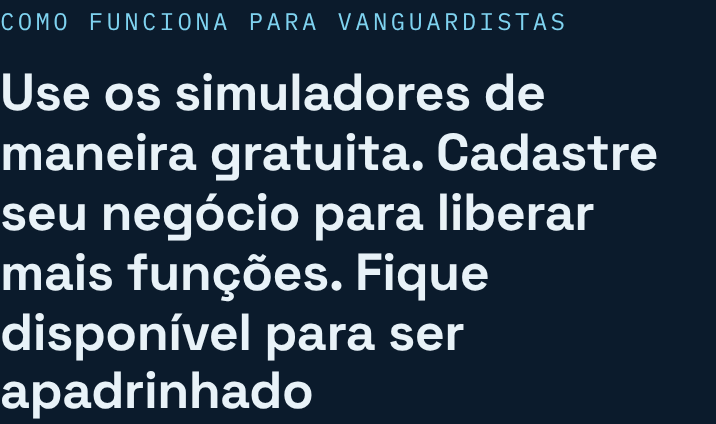 COMO FUNCIONA PARA VANGUARDISTAS
Use os simuladores de
maneira gratuita. Cadastre
seu negócio para liberar
mais funções. Fique
disponível para ser
apadrinhado